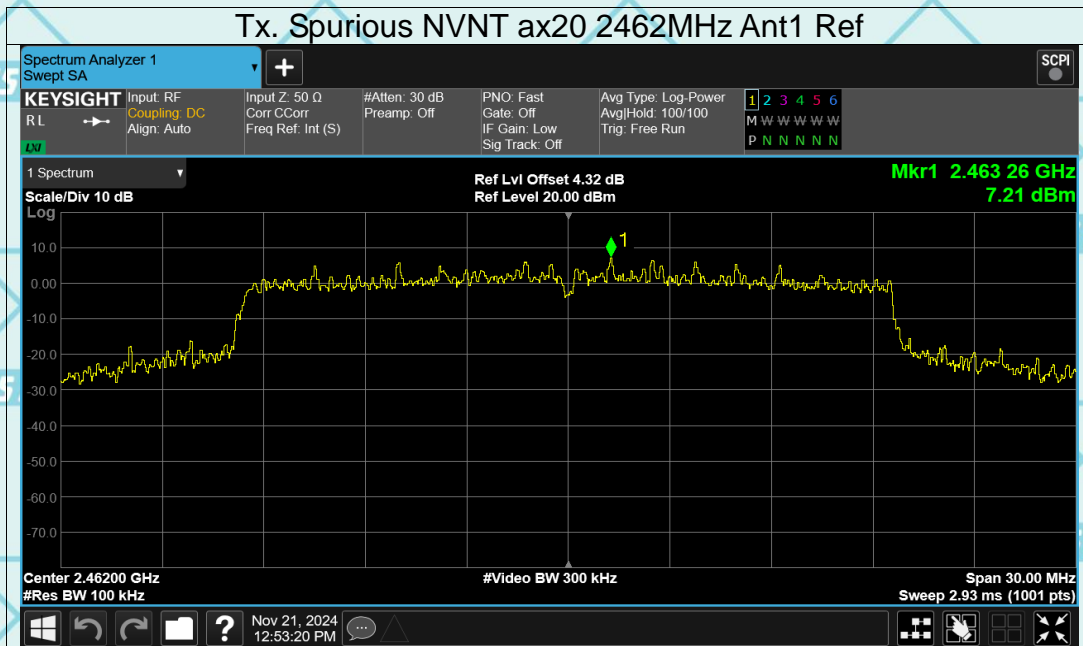 Tx. Spurious NVNT ax20 2462MHz Ant1 Ref
Spectrum Analyzer 1
Swept SA
SCPI
KEYSIGHT
R L
LXI
Input: RF
Coupling: DC
Align: Auto
Input Z: 50 Ω
Corr CCorr
Freq Ref: Int (S)
#Atten: 30 dB
Preamp: Off
PNO: Fast
Gate: Off
IF Gain: Low
Sig Track: Off
Avg Type: Log-Power
Avg|Hold: 100/100
Trig: Free Run
1 2 3 4 5 6
M W W W W W
P N N N N N
1 Spectrum
Scale/Div 10 dB
Log
Ref Lvl Offset 4.32 dB
Ref Level 20.00 dBm
Mkr1 2.463 26 GHz
7.21 dBm
1
10.0
0.00
-10.0
-20.0
-30.0
-40.0
-50.0
-60.0
-70.0
Center 2.46200 GHz
#Res BW 100 kHz
#Video BW 300 kHz
Span 30.00 MHz
Sweep 2.93 ms (1001 pts)
?
Nov 21, 2024
12:53:20 PM